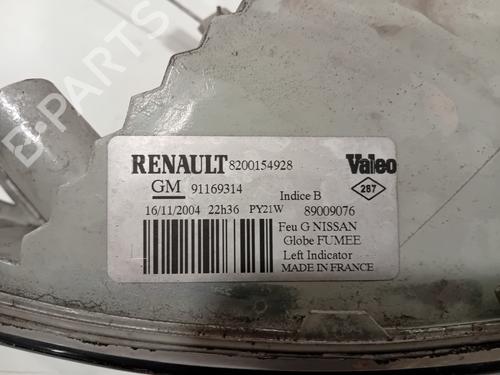 RENAULT 8200154928 Valeo
GM 91169314 Indice B 287
16/11/2004 22h36 PY21W 89009076
Feu G NISSAN
Globe FUMEE
Left Indicator
MADE IN FRANCE
B-PARTS